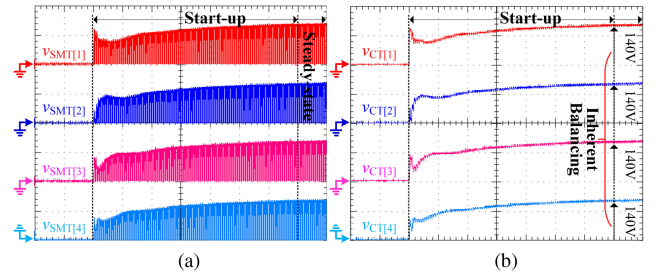 Start-up
Steady-state
vSMT[1]
vSMT[2]
vSMT[3]
vSMT[4]
(a)
Start-up
vCT[1]
vCT[2]
vCT[3]
vCT[4]
140V
140V
140V
140V
Inherent
Balancing
(b)